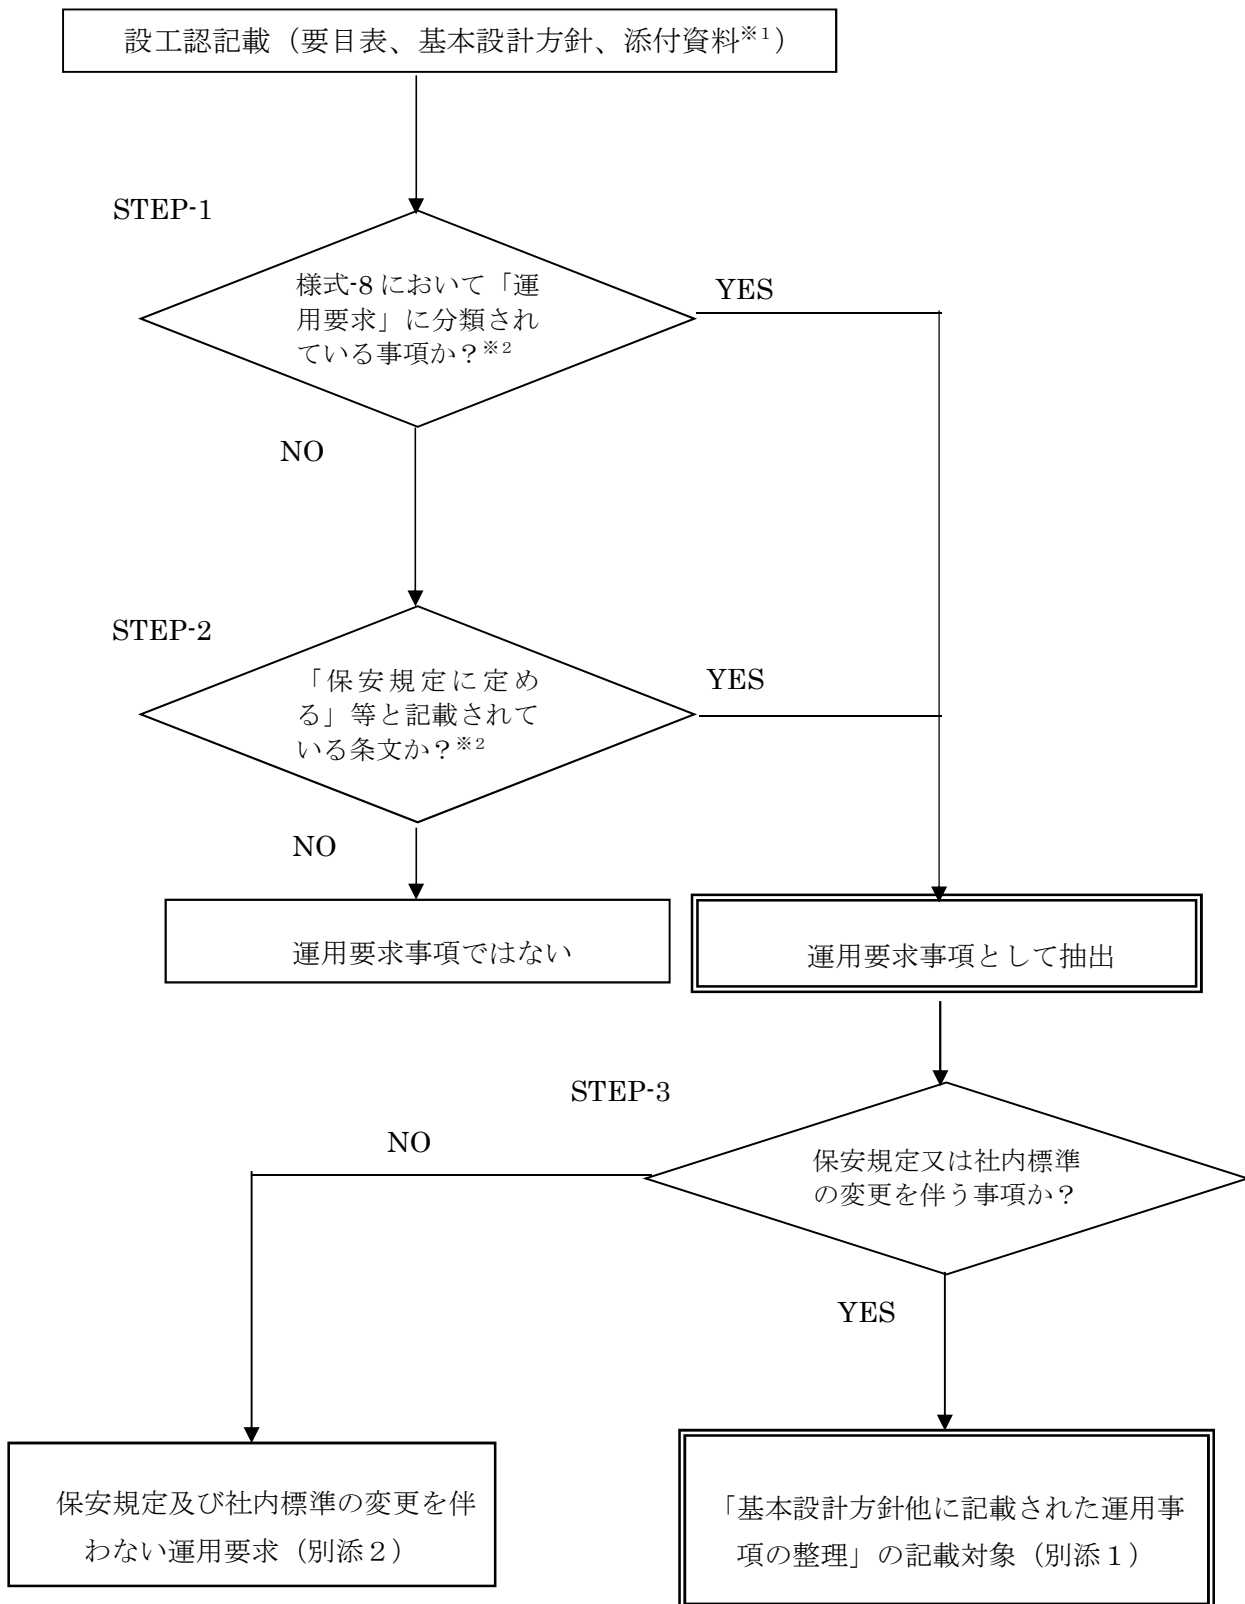 設工認記載（要目表、基本設計方針、添付資料※1）
STEP-1
様式-8において「運
用要求」に分類され
ている事項か？※2
YES
NO
STEP-2
「保安規定に定め
る」等と記載されて
いる条文か？※2
YES
NO
運用要求事項ではない
運用要求事項として抽出
STEP-3
NO
保安規定又は社内標準
の変更を伴う事項か？
YES
保安規定及び社内標準の変更を伴
わない運用要求（別添２）
「基本設計方針他に記載された運用事
項の整理」の記載対象（別添１）